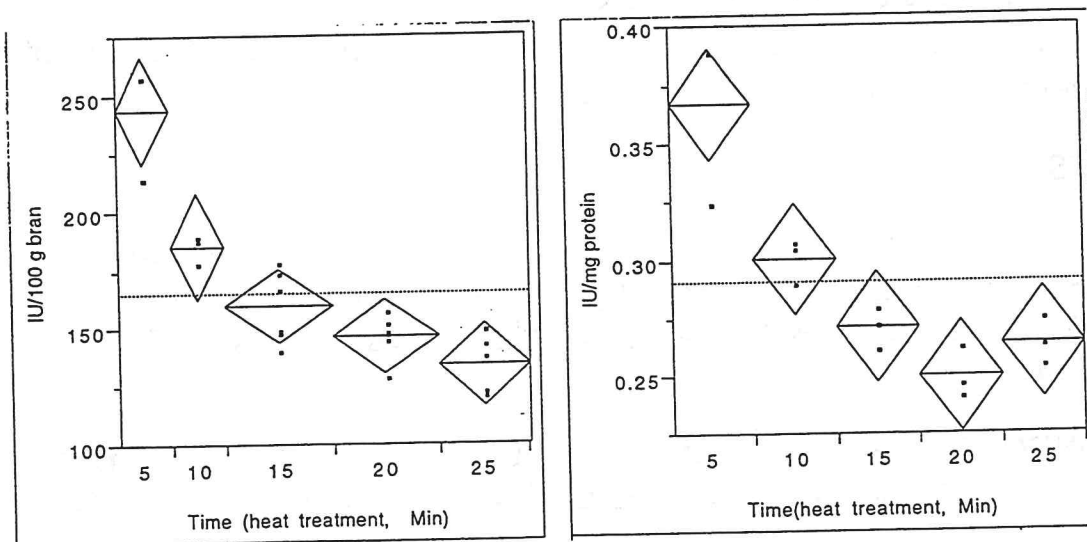 IU/100 g bran
250
200
150
100
5 10 15 20 25
Time (heat treatment, Min)
IU/mg protein
0.40
0.35
0.30
0.25
5 10 15 20 25
Time(heat treatment, Min)